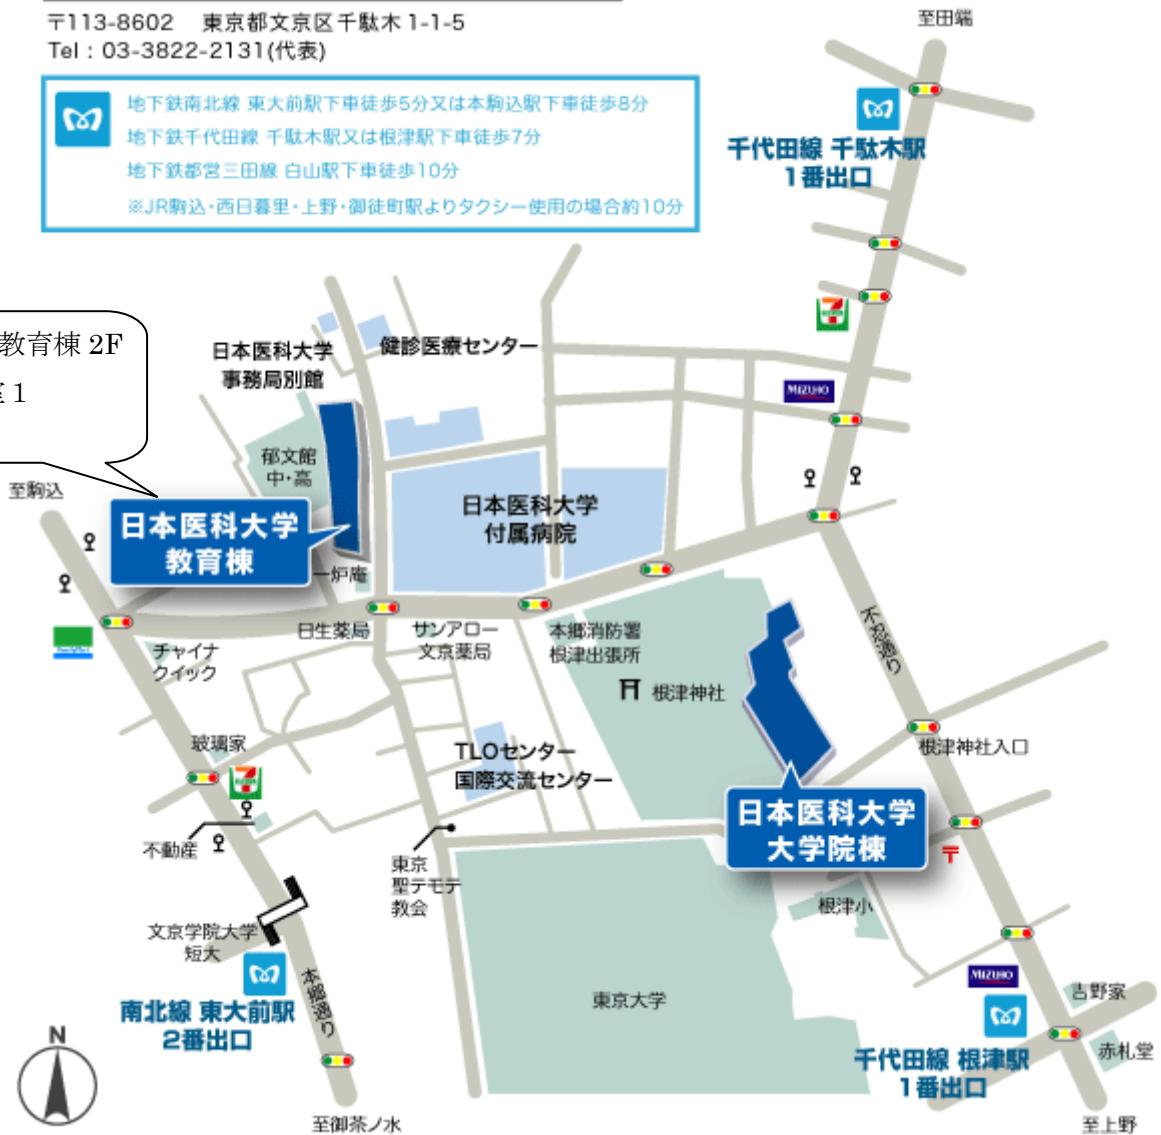 〒113-8602 東京都文京区千駄木1-1-5
Tel : 03-3822-2131(代表)
地下鉄南北線 東大前駅下車徒歩5分又は本駒込駅下車徒歩8分
地下鉄千代田線 千駄木駅又は根津駅下車徒歩7分
地下鉄都営三田線 白山駅下車徒歩10分
※JR駒込・西日暮里・上野・御徒町駅よりタクシー使用の場合約10分
至田端
千代田線 千駄木駅
1番出口
教育棟 2F
1
日本医科大学
事務局別館
健診医療センター
MIZUHO
郁文館
中・高
至駒込
日本医科大学
教育棟
日本医科大学
付属病院
一炉庵
日生薬局
サンアロー
文京薬局
本郷消防署
根津出張所
不忍通り
チャイナ
クイック
根津神社
玻璃家
TLOセンター
国際交流センター
根津神社入口
日本医科大学
大学院棟
不動産
東京
聖テモテ
教会
〒
根津小
文京学院大学
短大
本郷通り
南北線 東大前駅
2番出口
東京大学
MIZUHO
吉野家
赤札堂
千代田線 根津駅
1番出口
N
至御茶ノ水
至上野